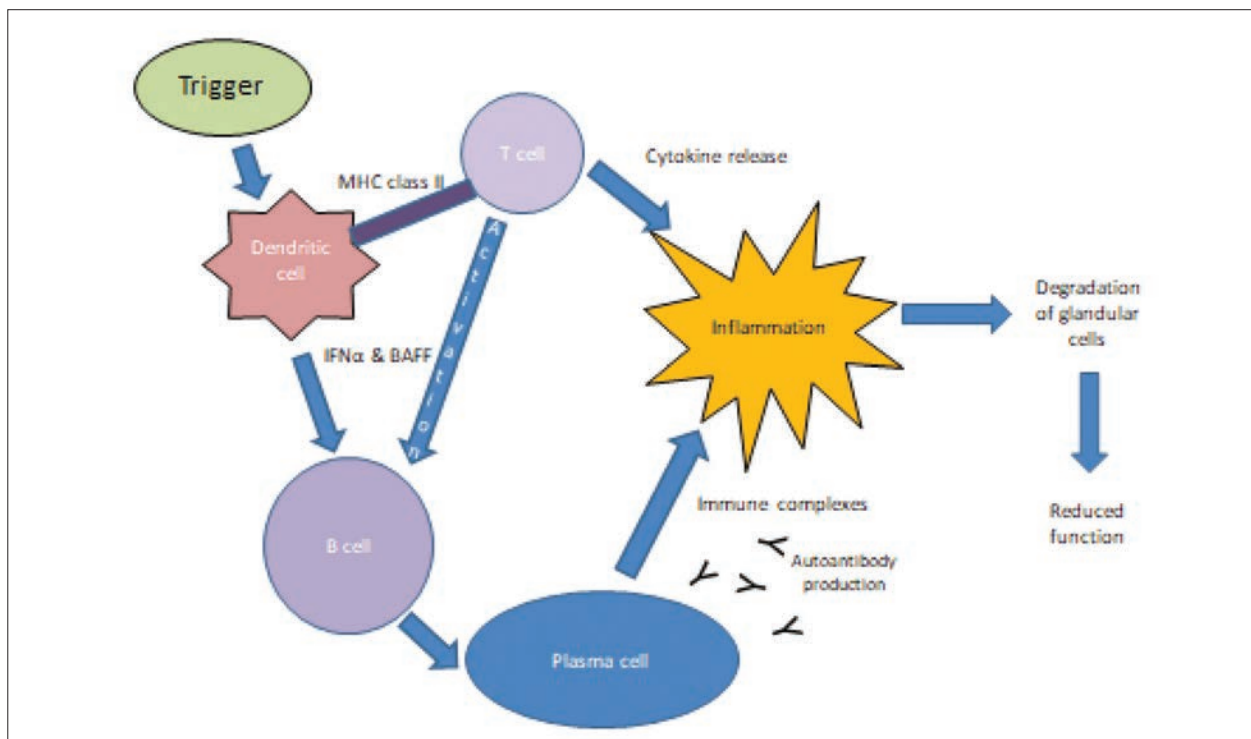 Trigger
T cell
Cytokine release
MHC class II
Dendritic
cell
Activation
Inflammation
Degradation
of glandular
cells
IFNα & BAFF
Immune complexes
Reduced
function
B cell
Autoantibody
production
Plasma cell